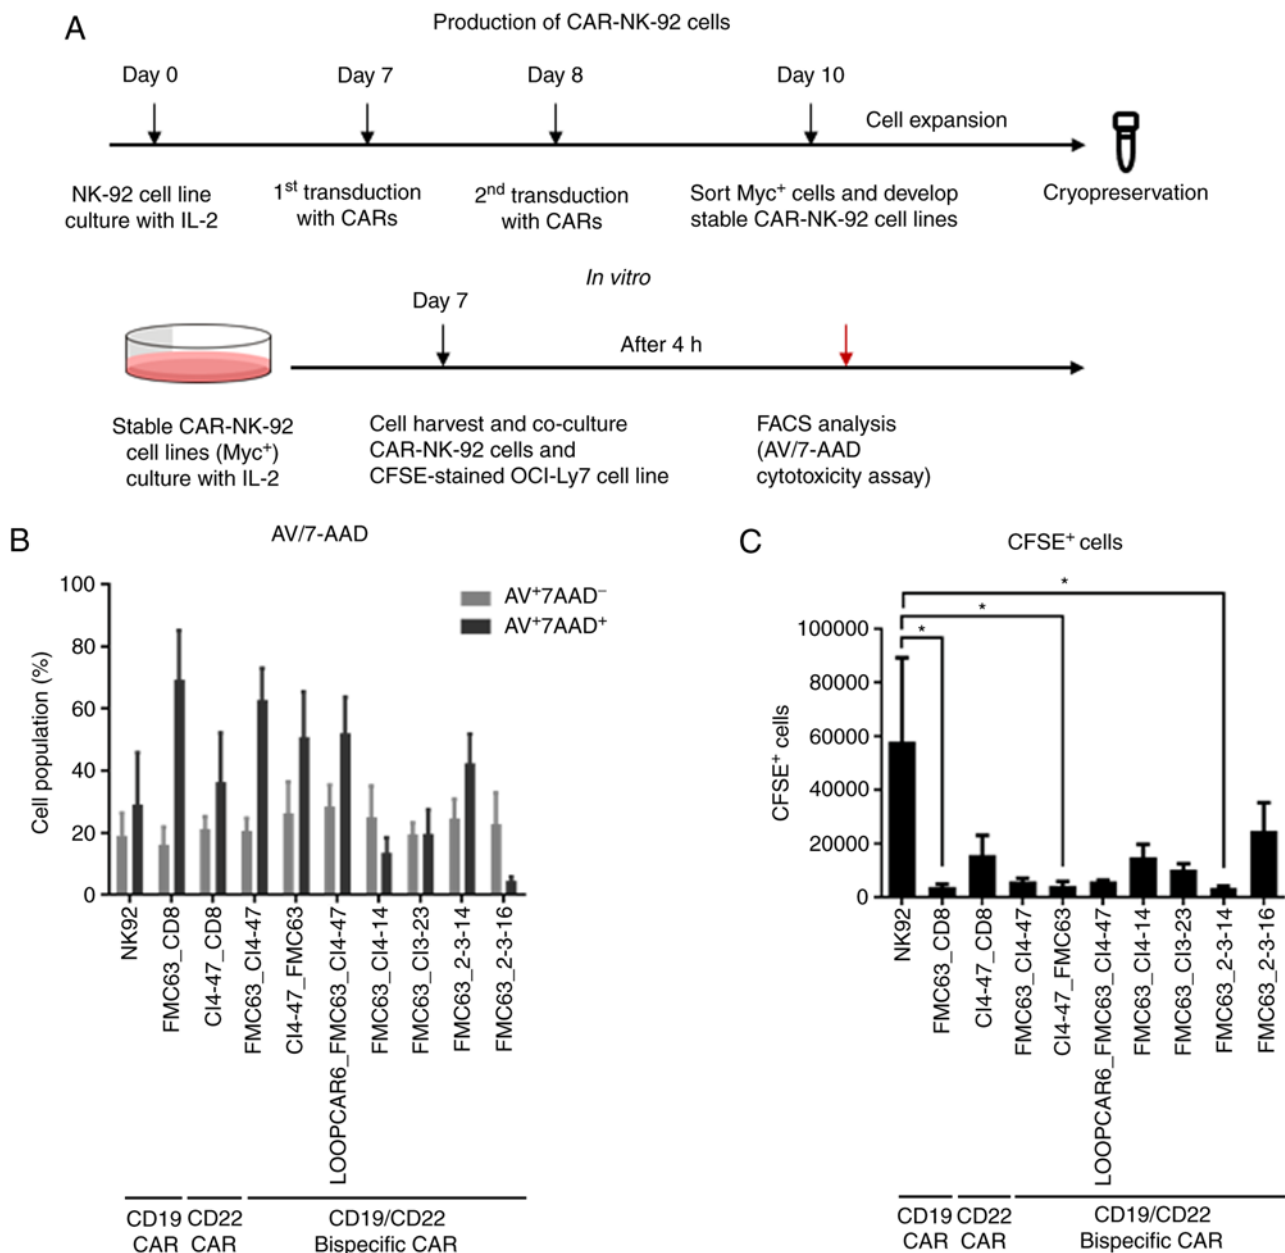 A
Production of CAR-NK-92 cells
Day 0
Day 7
Day 8
Day 10
Cell expansion
NK-92 cell line
culture with IL-2
1st transduction
with CARs
2nd transduction
with CARs
Sort Myc+ cells and develop
stable CAR-NK-92 cell lines
Cryopreservation
In vitro
Day 7
After 4 h
Stable CAR-NK-92
cell lines (Myc+)
culture with IL-2
Cell harvest and co-culture
CAR-NK-92 cells and
CFSE-stained OCI-Ly7 cell line
FACS analysis
(AV/7-AAD
cytotoxicity assay)
B
AV/7-AAD
AV+7AAD–
AV+7AAD+
Cell population (%)
100
80
60
40
20
0
NK92
FMC63_CD8
CI4-47_CD8
FMC63_CI4-47
CI4-47_FMC63
LOOPCAR6_FMC63_CI4-47
FMC63_CI4-14
FMC63_CI3-23
FMC63_2-3-14
FMC63_2-3-16
CD19
CAR
CD22
CAR
CD19/CD22
Bispecific CAR
C
CFSE+ cells
*
*
*
CFSE+ cells
100000
80000
60000
40000
20000
0
NK92
FMC63_CD8
CI4-47_CD8
FMC63_CI4-47
CI4-47_FMC63
LOOPCAR6_FMC63_CI4-47
FMC63_CI4-14
FMC63_CI3-23
FMC63_2-3-14
FMC63_2-3-16
CD19
CAR
CD22
CAR
CD19/CD22
Bispecific CAR